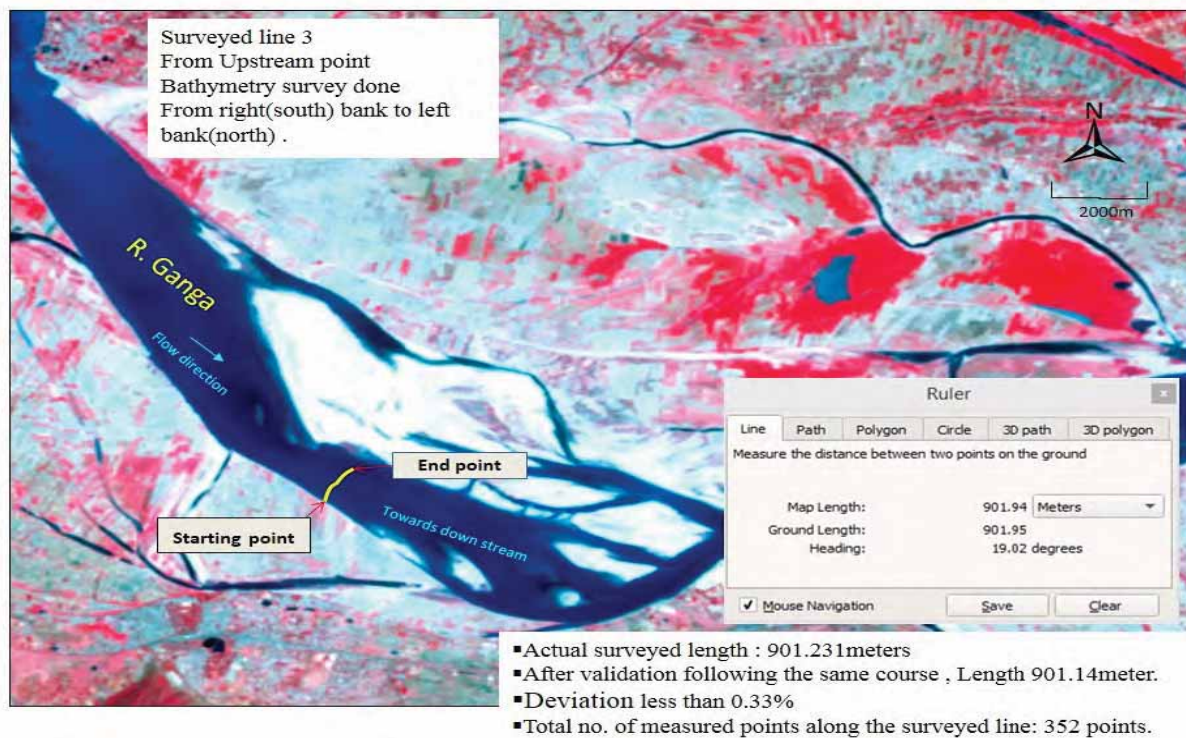 Surveyed line 3
From Upstream point
Bathymetry survey done
From right(south) bank to left
bank(north) .
N
2000m
R. Ganga
Flow direction
Ruler
x
Line Path Polygon Circle 3D path 3D polygon
Measure the distance between two points on the ground
Map Length: 901.94 Meters
Ground Length: 901.95
Heading: 19.02 degrees
Mouse Navigation Save Clear
End point
Starting point
Towards down stream
▪Actual surveyed length : 901.231meters
▪After validation following the same course , Length 901.14meter.
▪Deviation less than 0.33%
▪Total no. of measured points along the surveyed line: 352 points.